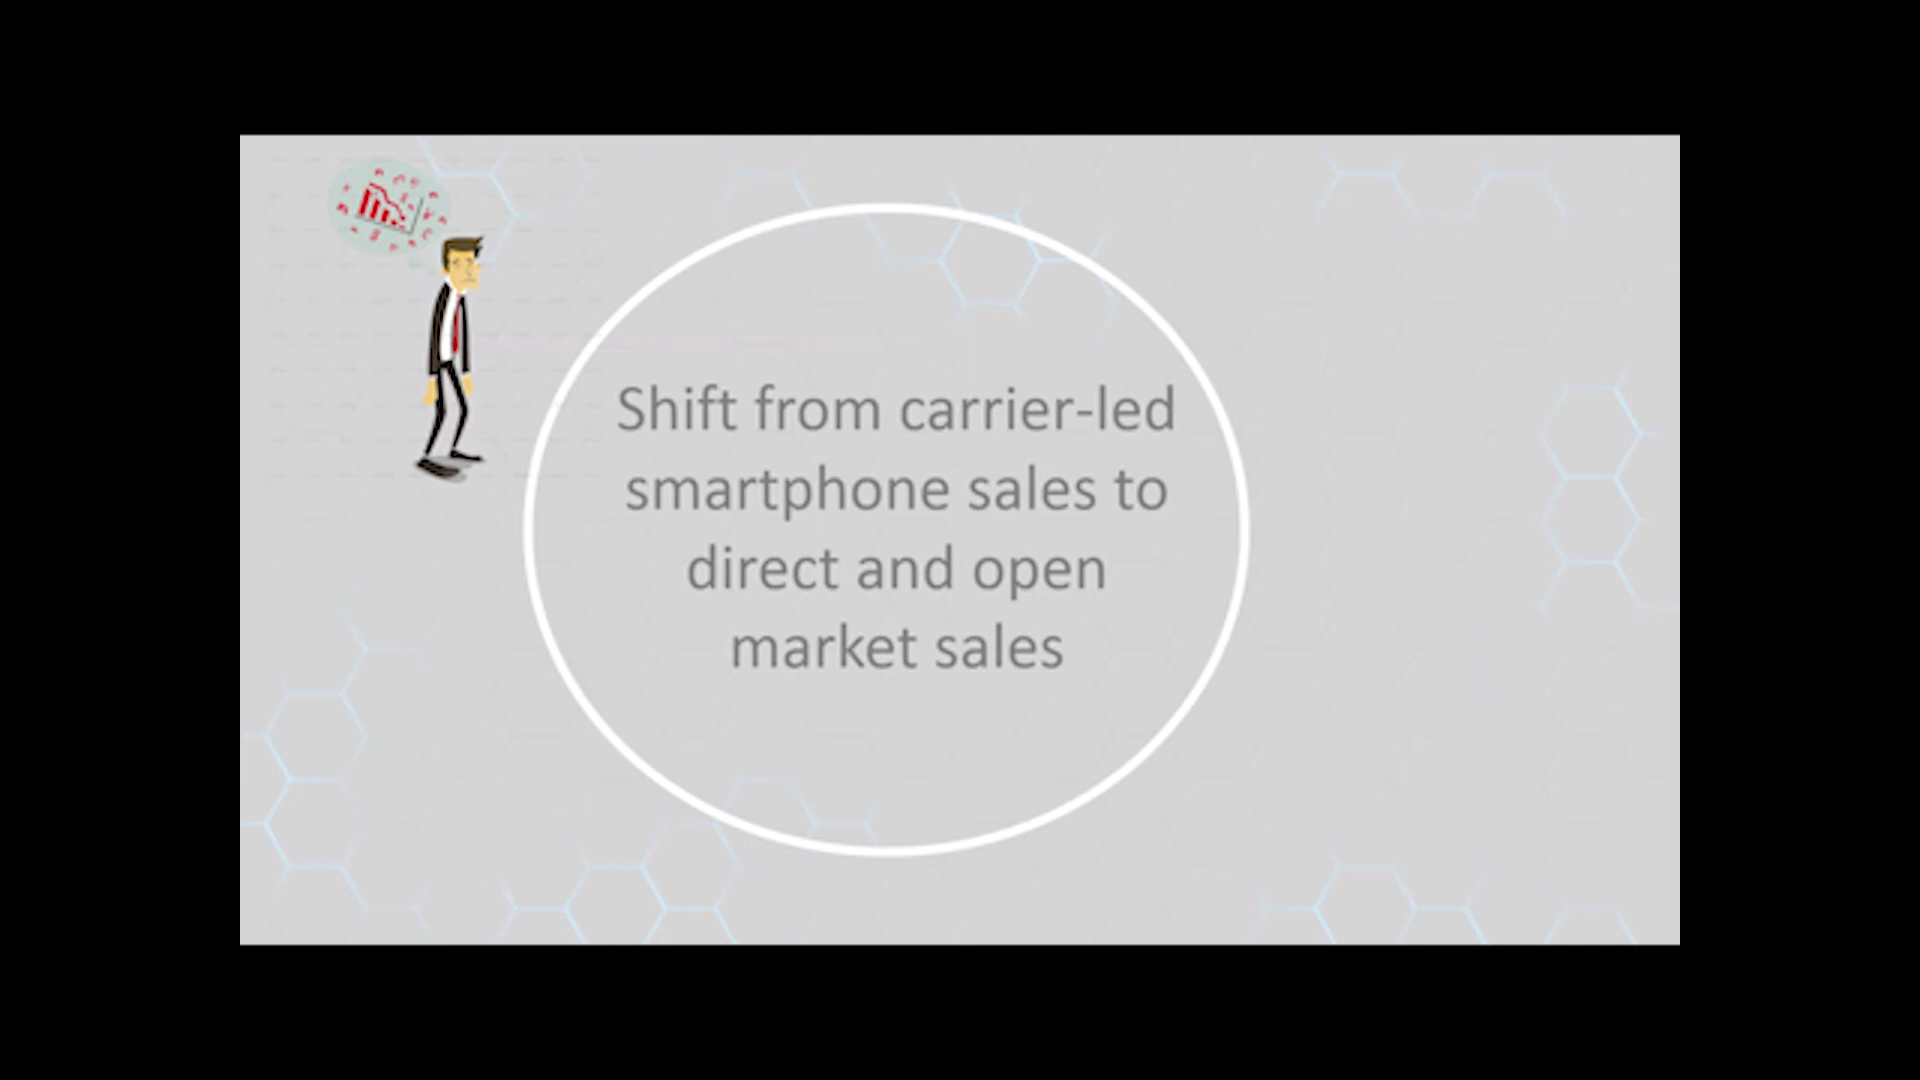 Shift from carrier-led
smartphone sales to
direct and open
market sales